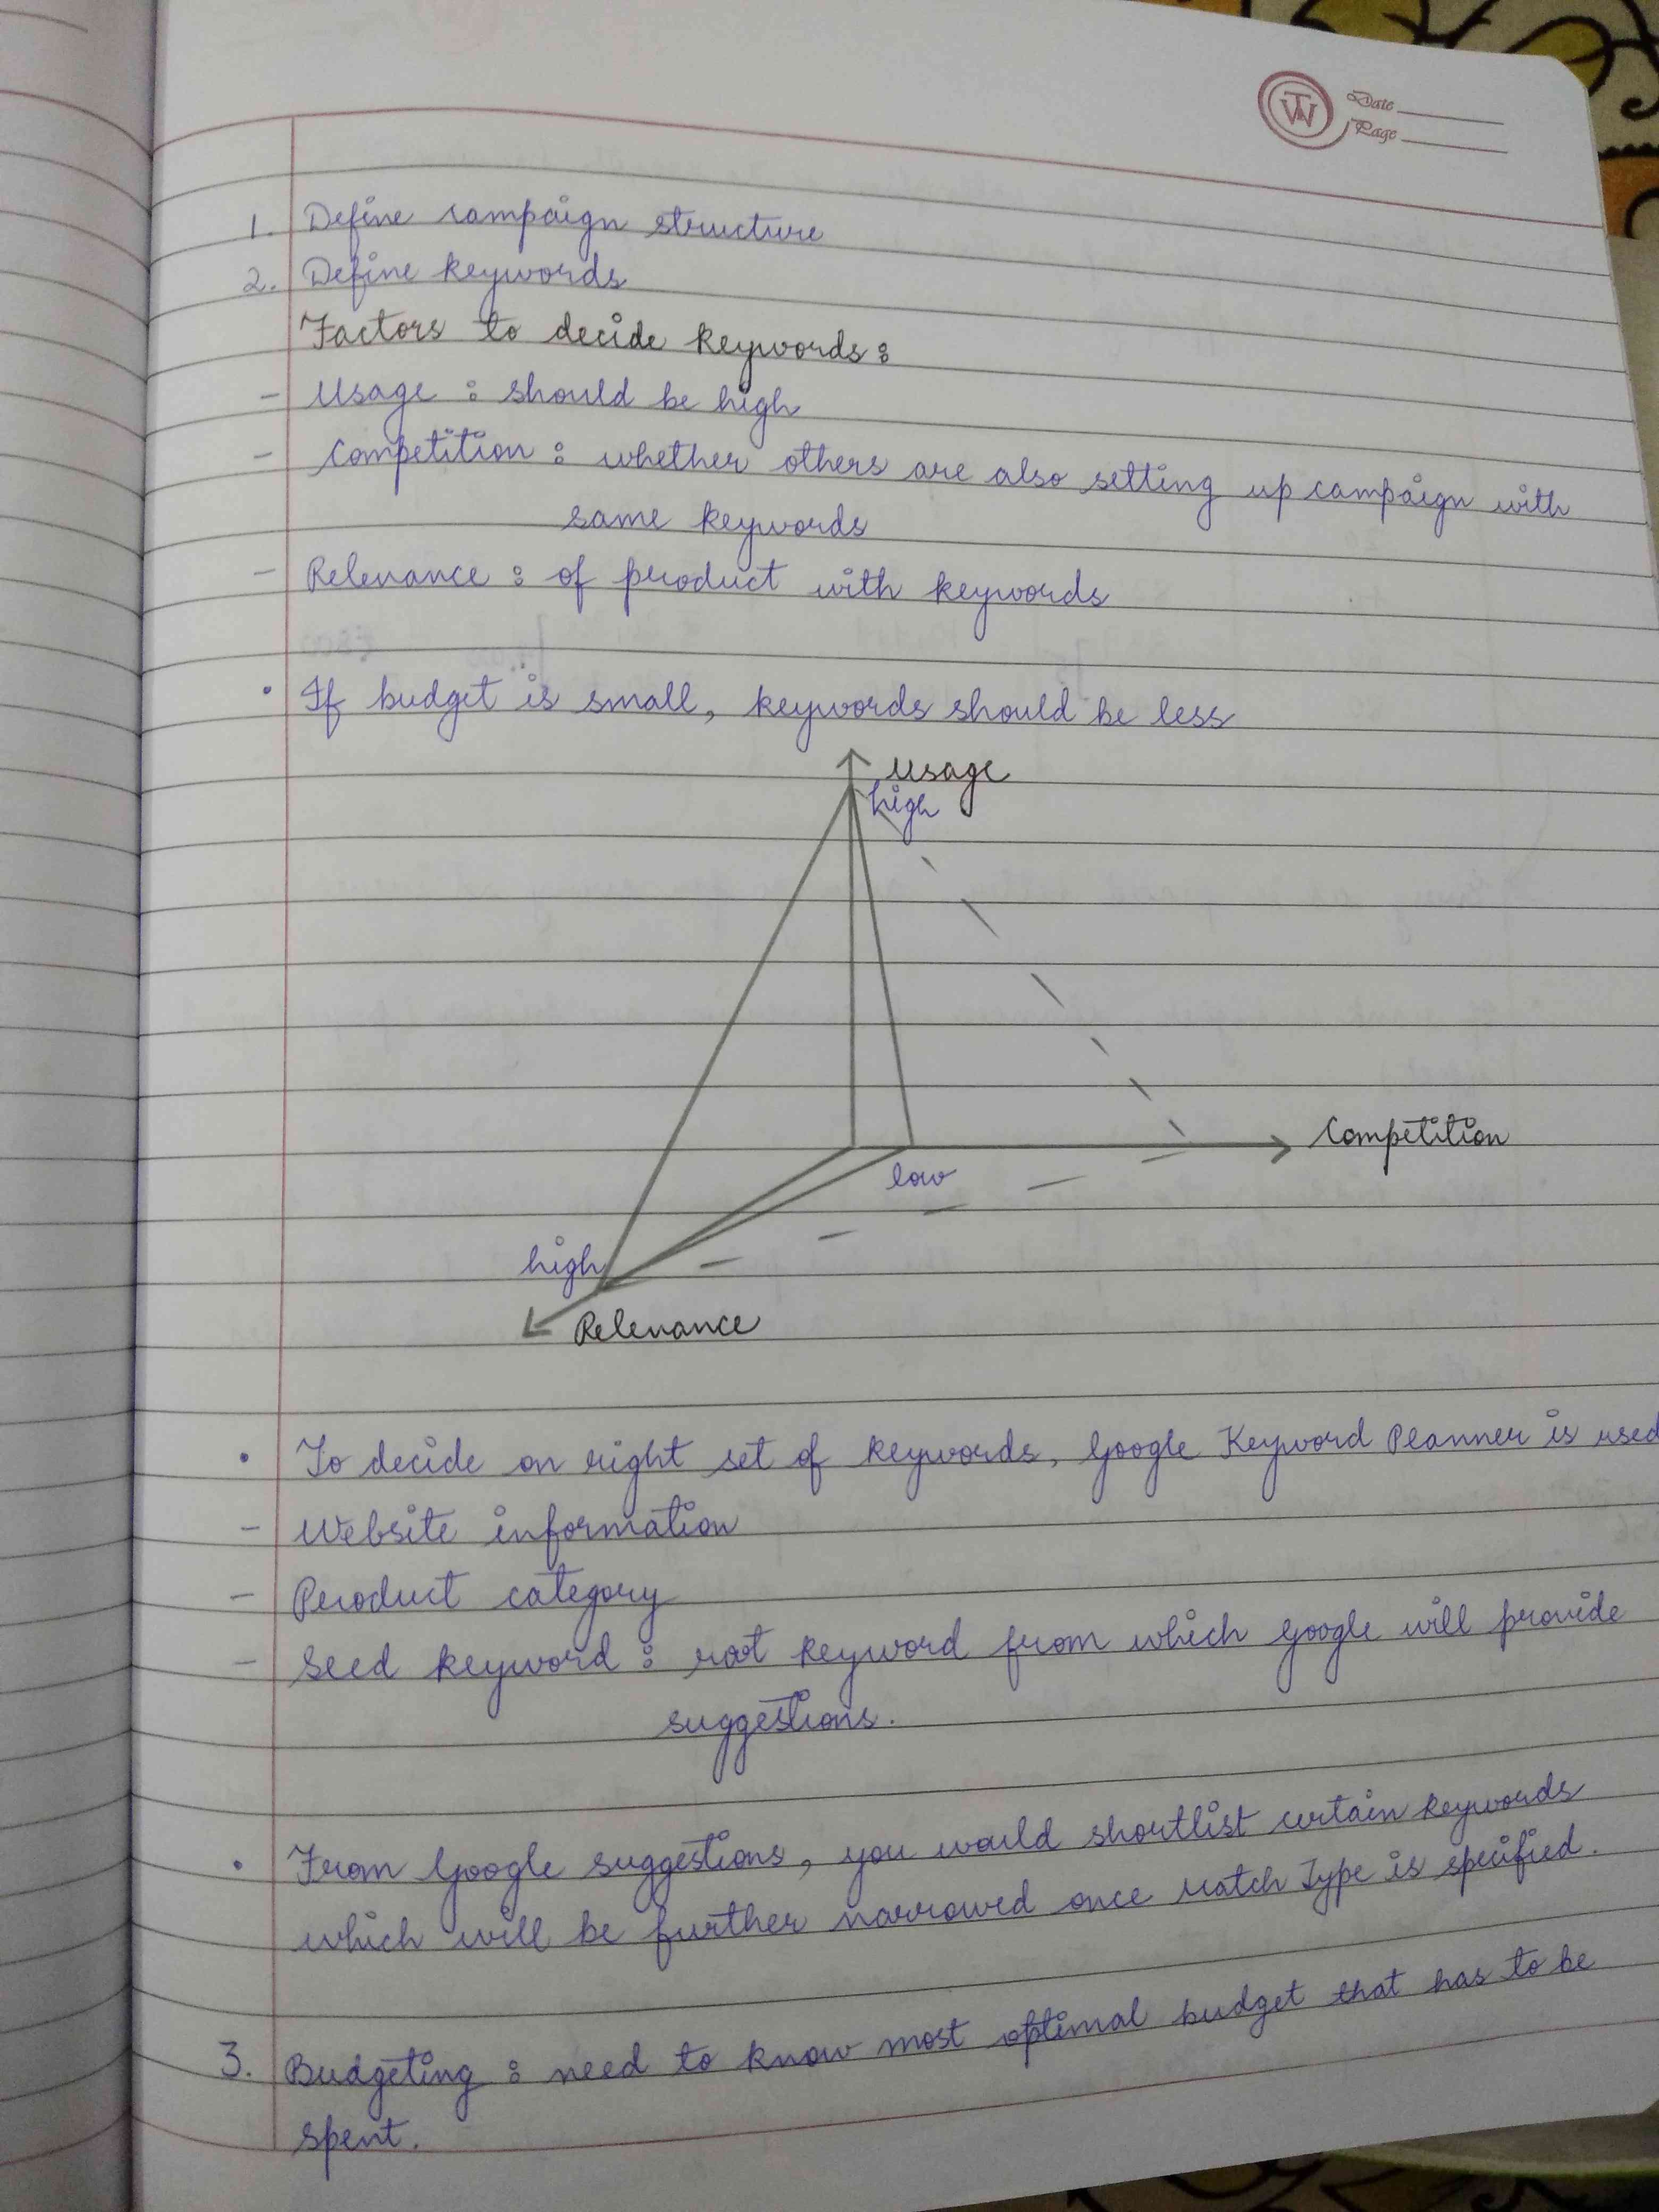 TW
Date
Page
1. Define campaign structure
2. Define keywords
Factors to decide keywords:
- Usage : should be high
- Competition : whether others are also setting up campaign with
same keywords
- Relevance : of product with keywords
• If budget is small, keywords should be less
Usage
high
Competition
low
high
Relevance
• To decide on right set of keywords, Google Keyword Planner is used
- Website information
- Product category
- Seed keyword : root keyword from which Google will provide
suggestions.
• From Google suggestions, you would shortlist certain keywords
which will be further narrowed once Match Type is specified.
3. Budgeting : need to know most optimal budget that has to be
spent.